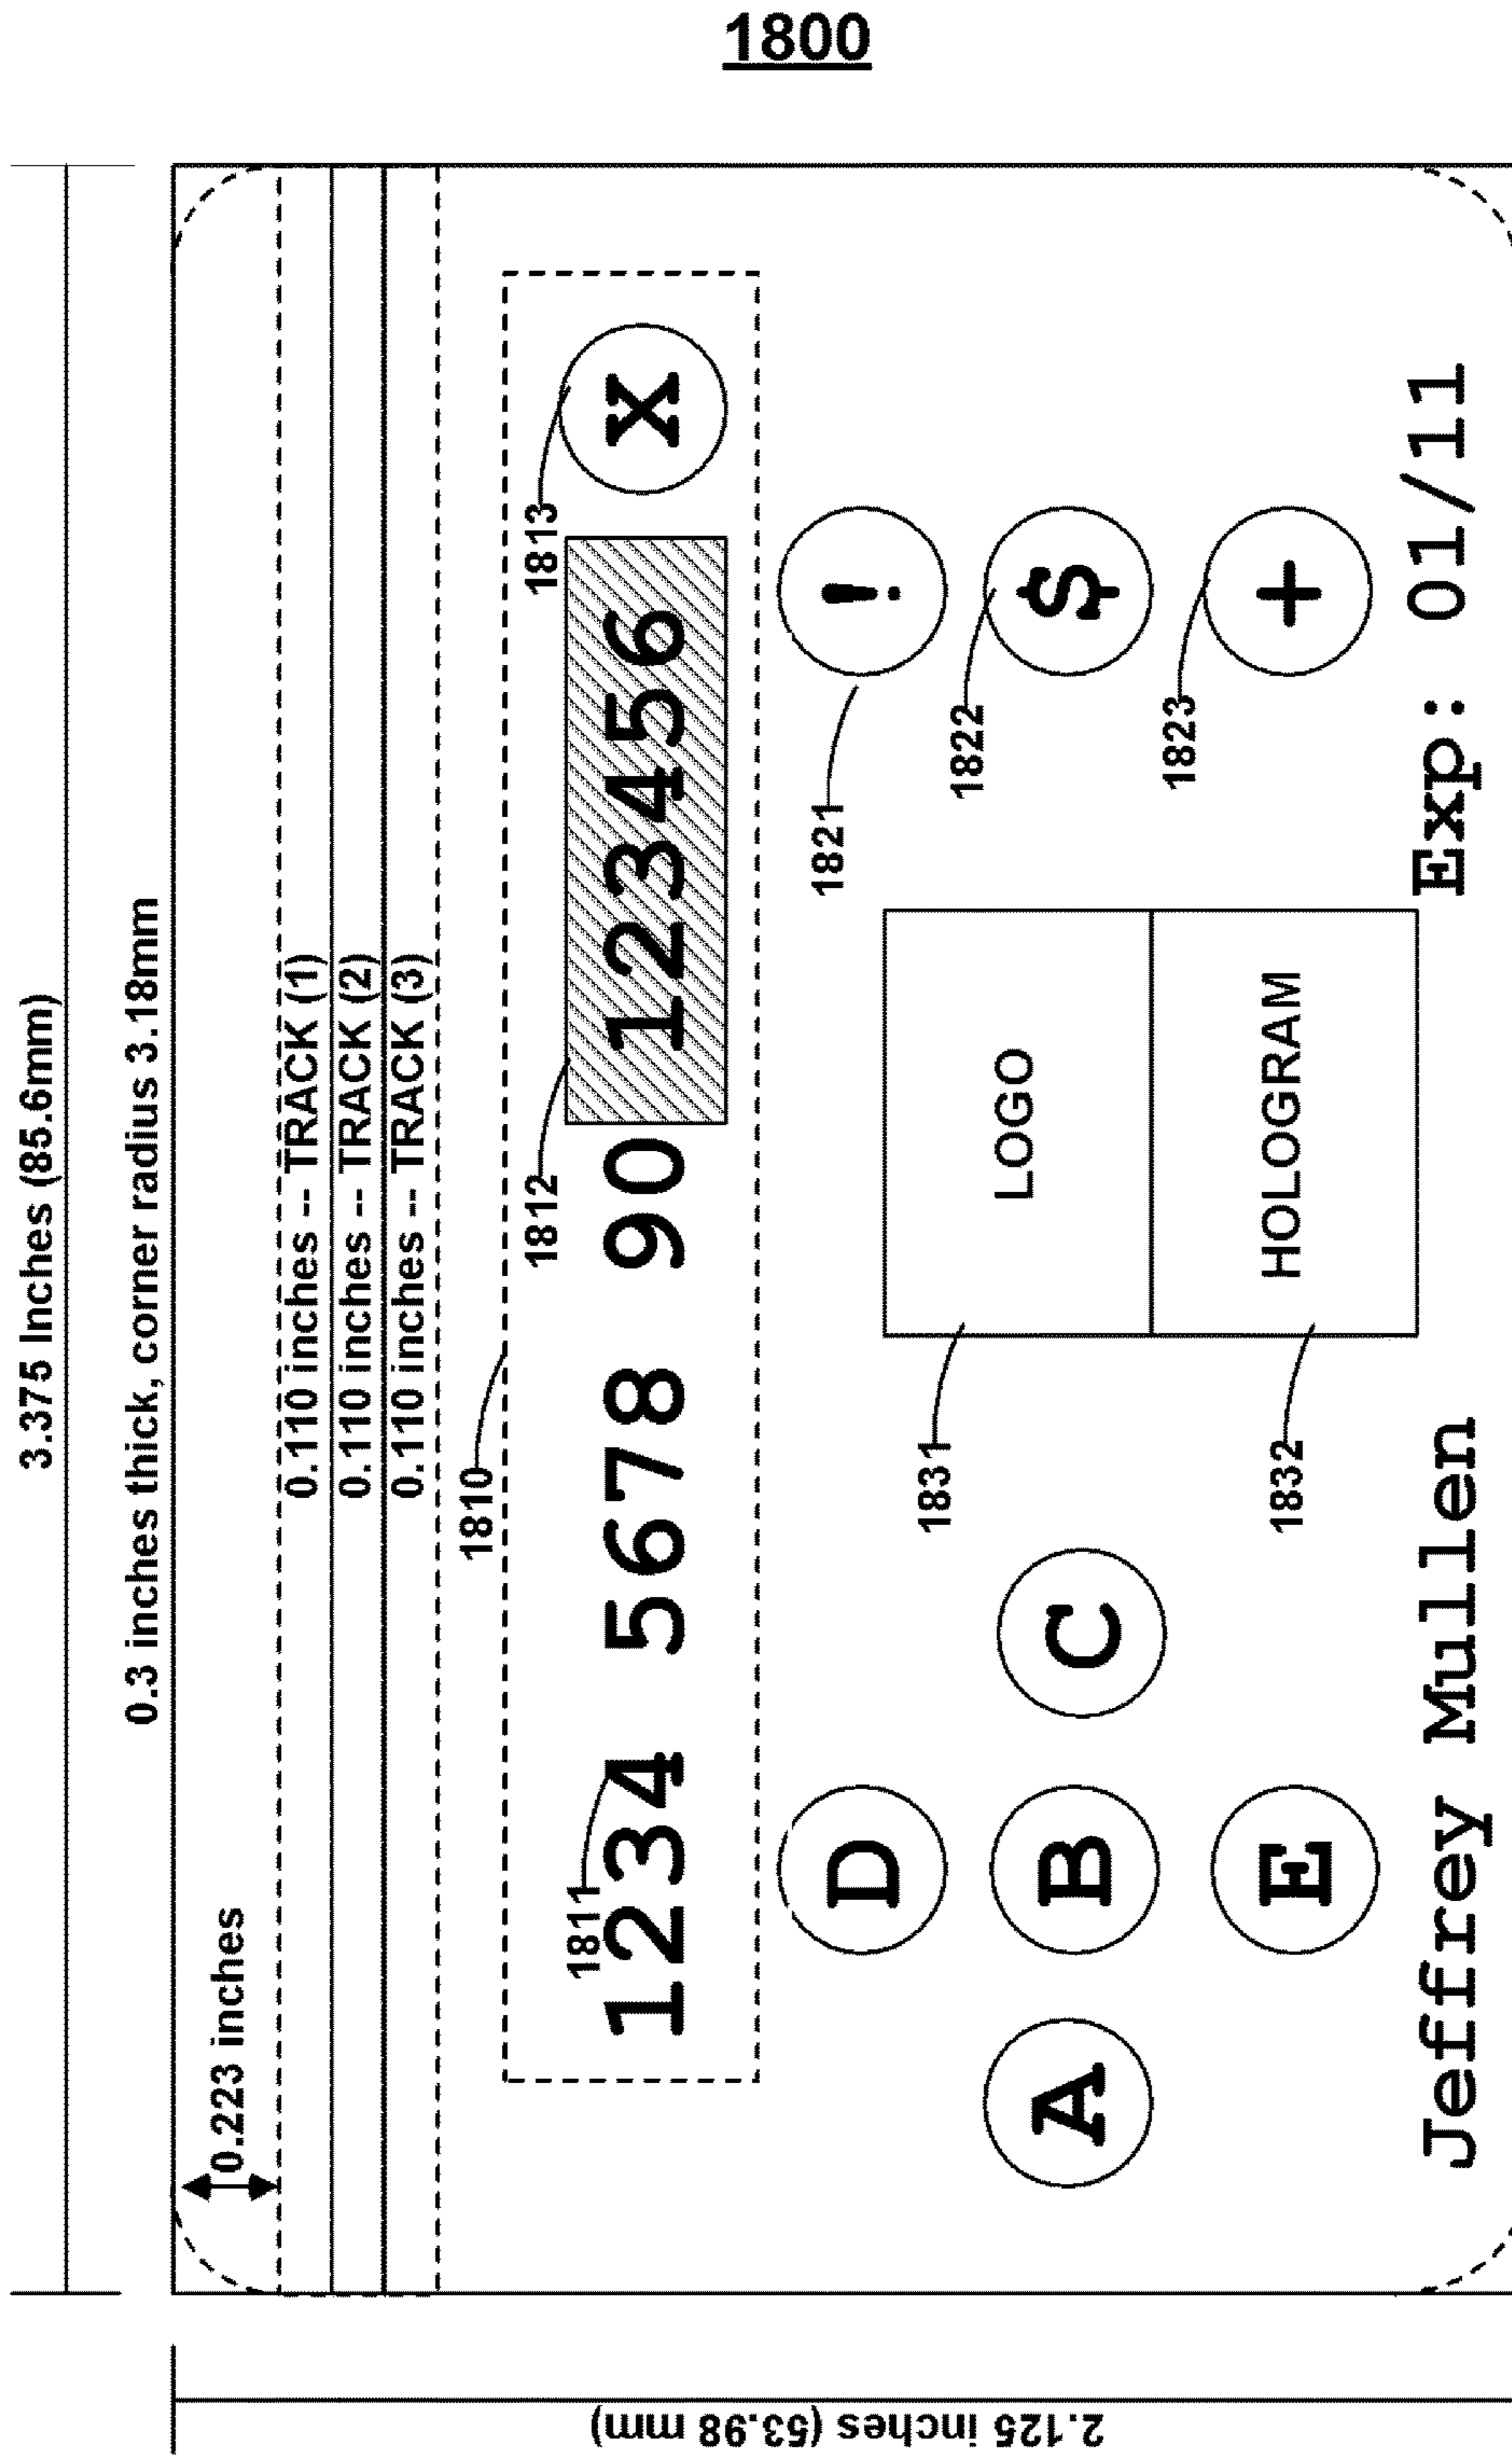 1800
3.375 Inches (85.6mm)
0.3 inches thick, corner radius 3.18mm
0.223 inches
0.110 inches -- TRACK (1)
0.110 inches -- TRACK (2)
0.110 inches -- TRACK (3)
1810
1811
1812
1813
1234 5678 90 123456 X
D
1821
!
A B C
1831
LOGO
1822
$
1832
HOLOGRAM
1823
E
+
Jeffrey Mullen
Exp: 01/11
2.125 inches (53.98 mm)